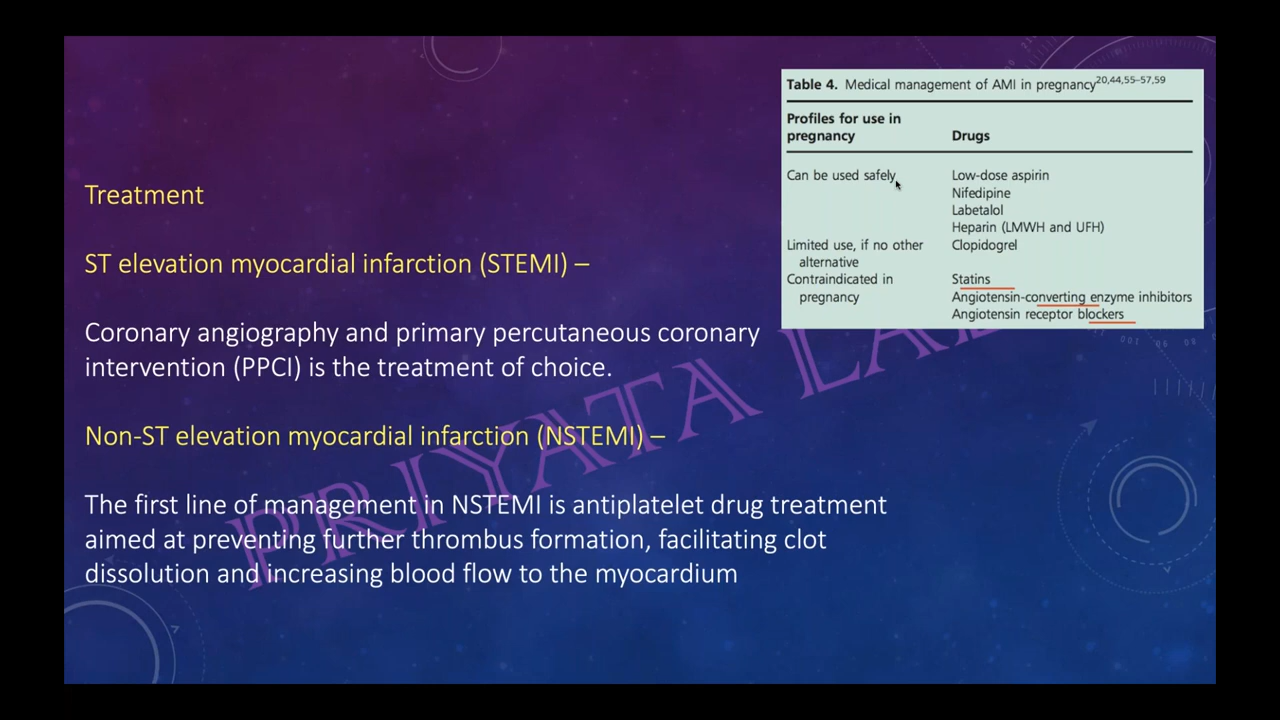 Treatment
ST elevation myocardial infarction (STEMI) –
Coronary angiography and primary percutaneous coronary
intervention (PPCI) is the treatment of choice.
Non-ST elevation myocardial infarction (NSTEMI) –
The first line of management in NSTEMI is antiplatelet drug treatment
aimed at preventing further thrombus formation, facilitating clot
dissolution and increasing blood flow to the myocardium
Table 4. Medical management of AMI in pregnancy20,44,55–57,59
Profiles for use in
pregnancy Drugs
Can be used safely Low-dose aspirin
Nifedipine
Labetalol
Heparin (LMWH and UFH)
Limited use, if no other Clopidogrel
alternative
Contraindicated in Statins
pregnancy Angiotensin-converting enzyme inhibitors
Angiotensin receptor blockers
PRIYATA